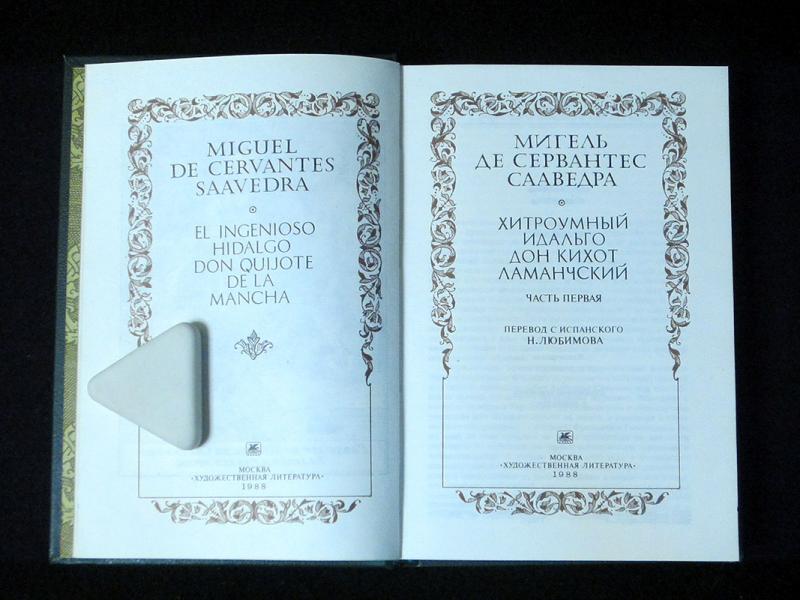 MIGUEL
DE CERVANTES
SAAVEDRA
EL INGENIOSO
HIDALGO
DON QUIJOTE
DE LA
MANCHA
МОСКВА
«ХУДОЖЕСТВЕННАЯ ЛИТЕРАТУРА»
1988
МИГЕЛЬ
ДЕ СЕРВАНТЕС
СААВЕДРА
ХИТРОУМНЫЙ
ИДАЛЬГО
ДОН КИХОТ
ЛАМАНЧСКИЙ
ЧАСТЬ ПЕРВАЯ
ПЕРЕВОД С ИСПАНСКОГО
Н. ЛЮБИМОВА
МОСКВА
«ХУДОЖЕСТВЕННАЯ ЛИТЕРАТУРА»
1988